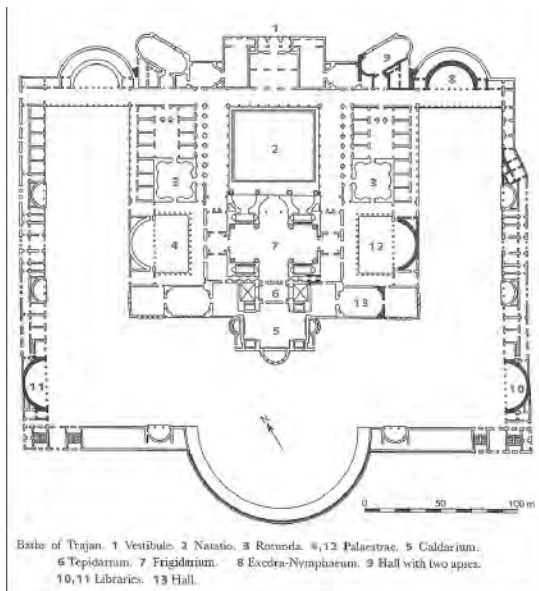 1
9
8
2
3 3
4 7 12
6 13
5
11 10
N
0 50 100 m
Baths of Trajan. 1 Vestibule. 2 Natatio. 3 Rotunda. 4,12 Palaestrae. 5 Caldarium.
6 Tepidarium. 7 Frigidarium. 8 Exedra-Nymphaeum. 9 Hall with two apses.
10,11 Libraries. 13 Hall.